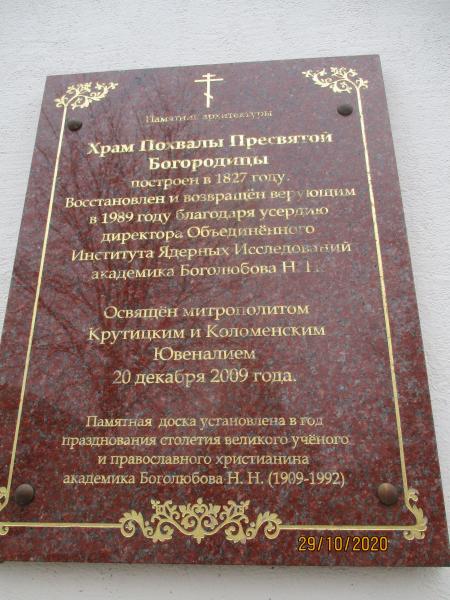 Памятник архитектуры
Храм Похвалы Пресвятой
Богородицы
построен в 1827 году.
Восстановлен и возвращён верующим
в 1989 году благодаря усердию
директора Объединённого
Института Ядерных Исследований
академика Боголюбова Н. Н.
Освящён митрополитом
Крутицким и Коломенским
Ювеналием
20 декабря 2009 года.
Памятная доска установлена в год
празднования столетия великого учёного
и православного христианина
академика Боголюбова Н. Н. (1909-1992)
29/10/2020